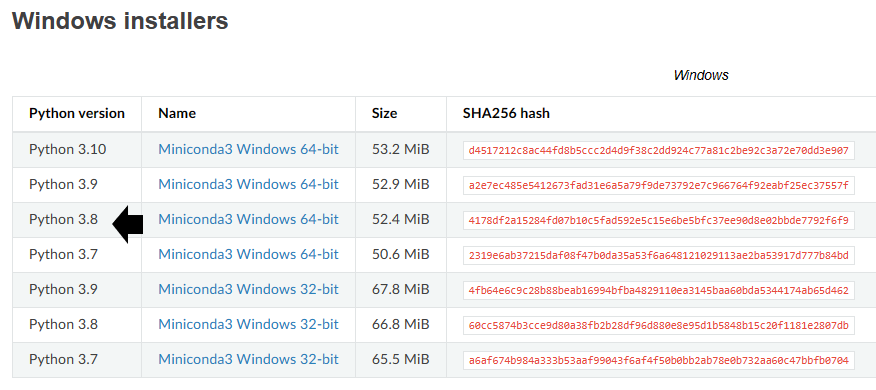 Windows installers
Windows
Python version Name Size SHA256 hash
Python 3.10 Miniconda3 Windows 64-bit 53.2 MiB d4517212c8ac44fd8b5ccc2d4d9f38c2dd924c77a81c2be92c3a72e70dd3e907
Python 3.9 Miniconda3 Windows 64-bit 52.9 MiB a2e7ec485e5412673fad31e6a5a79f9de73792e7c966764f92eabf25ec37557f
Python 3.8 Miniconda3 Windows 64-bit 52.4 MiB 4178df2a15284fd07b10c5fad592e5c15e6be5bfc37ee90d8e02bbde7792f6f9
Python 3.7 Miniconda3 Windows 64-bit 50.6 MiB 2319e6ab37215daf08f47b0da35a53f6a648121029113ae2ba53917d777b84bd
Python 3.9 Miniconda3 Windows 32-bit 67.8 MiB 4fb64e6c9c28b88beab16994bfba4829110ea3145baa60bda5344174ab65d462
Python 3.8 Miniconda3 Windows 32-bit 66.8 MiB 60cc5874b3cce9d80a38fb2b28df96d880e8e95d1b5848b15c20f1181e2807db
Python 3.7 Miniconda3 Windows 32-bit 65.5 MiB a6af674b984a333b53aaf99043f6af4f50b0bb2ab78e0b732aa60c47bbfb0704